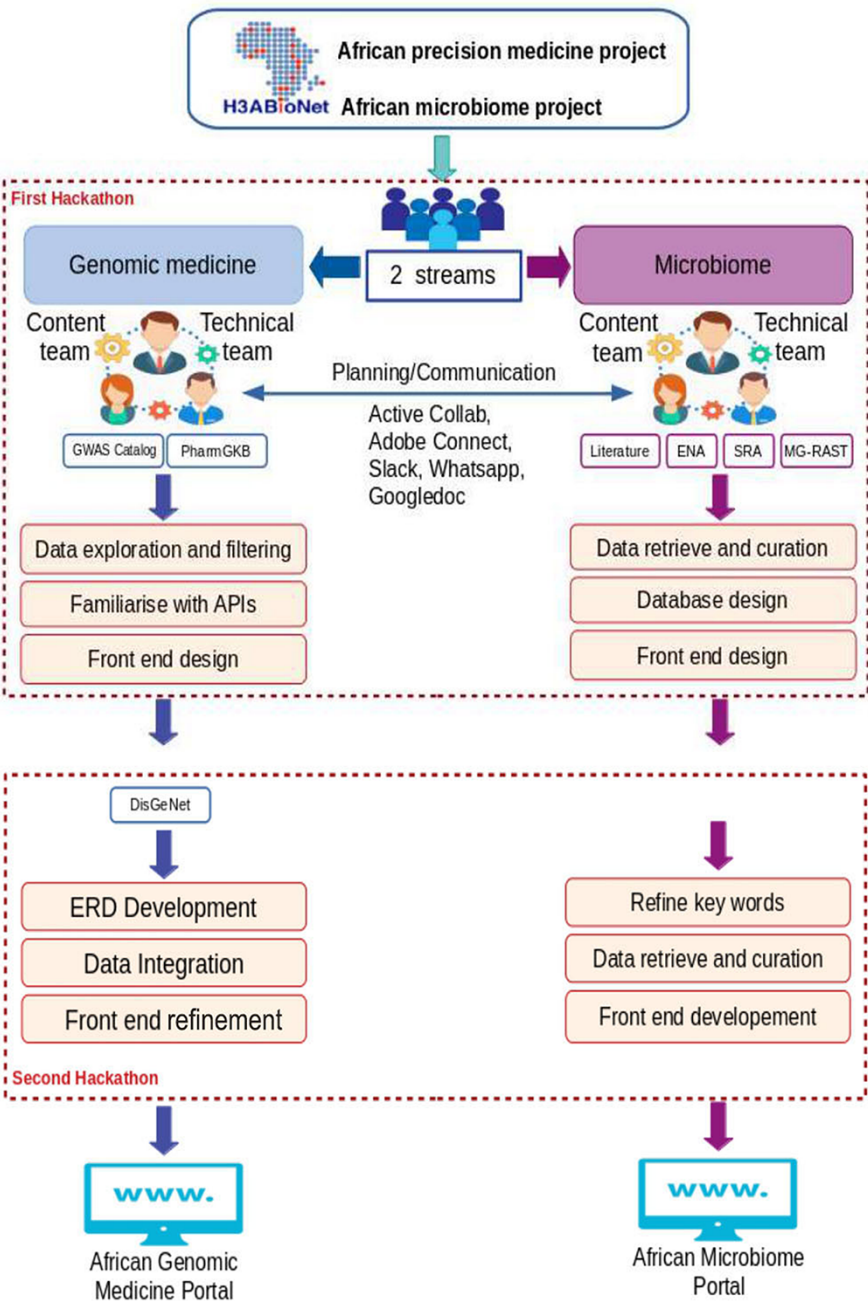 African precision medicine project
H3ABioNet
African microbiome project
First Hackathon
Genomic medicine
2 streams
Microbiome
Content team
Technical team
Content team
Technical team
Planning/Communication
Active Collab,
Adobe Connect,
Slack, Whatsapp,
Googledoc
GWAS Catalog
PharmGKB
Literature
ENA
SRA
MG-RAST
Data exploration and filtering
Familiarise with APIs
Front end design
Data retrieve and curation
Database design
Front end design
DisGeNet
ERD Development
Data Integration
Front end refinement
Refine key words
Data retrieve and curation
Front end developement
Second Hackathon
www.
African Genomic
Medicine Portal
www.
African Microbiome
Portal